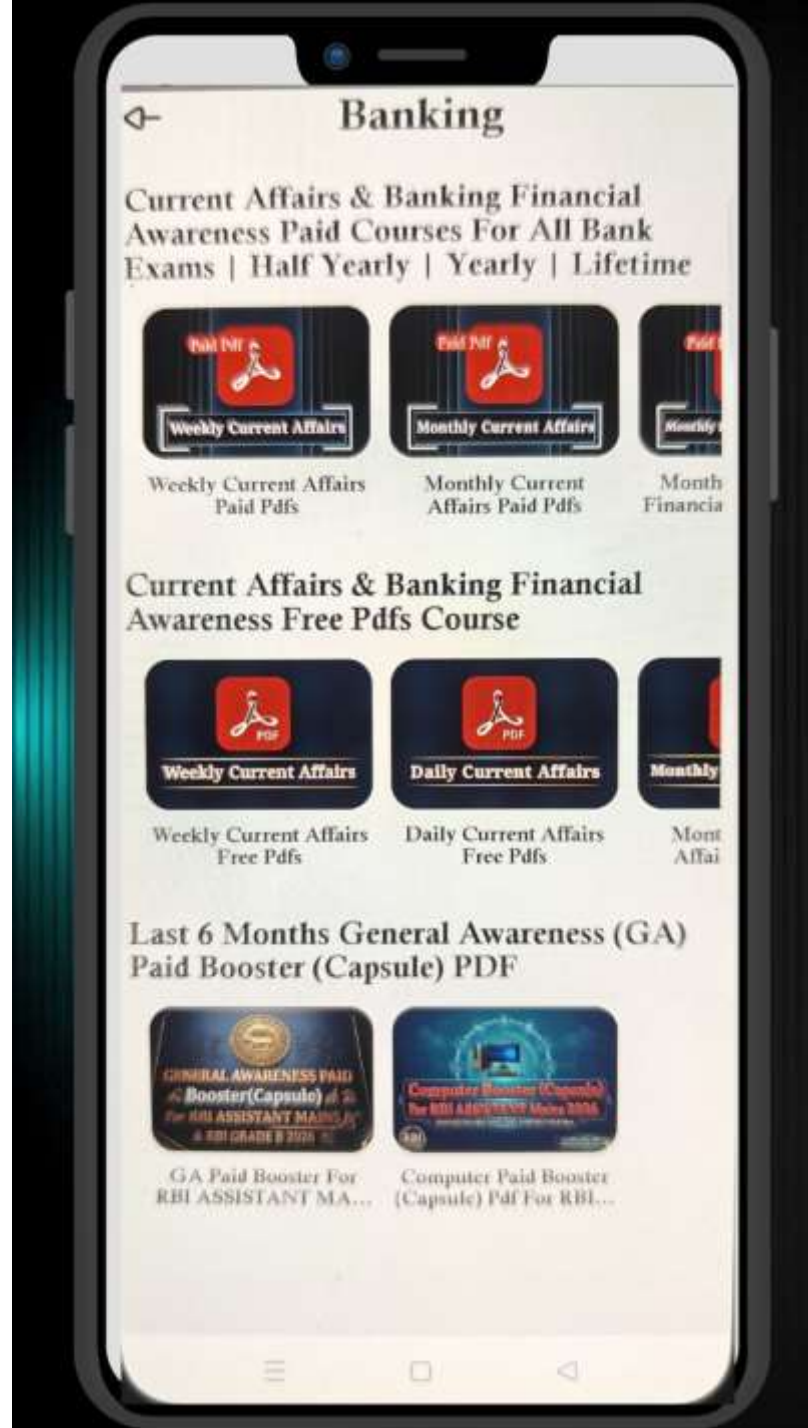 Banking
Current Affairs & Banking Financial
Awareness Paid Courses For All Bank
Exams | Half Yearly | Yearly | Lifetime
Paid Pdf
Weekly Current Affairs
Paid Pdf
Monthly Current Affairs
Paid
Monthly
Weekly Current Affairs
Paid Pdfs
Monthly Current
Affairs Paid Pdfs
Month
Financia
Current Affairs & Banking Financial
Awareness Free Pdfs Course
PDF
Weekly Current Affairs
PDF
Daily Current Affairs
Monthly
Weekly Current Affairs
Free Pdfs
Daily Current Affairs
Free Pdfs
Mont
Affai
Last 6 Months General Awareness (GA)
Paid Booster (Capsule) PDF
GENERAL AWARENESS PAID
Booster(Capsule)
For RBI ASSISTANT MAINS
& RBI GRADE B 2026
Computer Booster (Capsule)
For RBI ASSISTANT Mains 2026
RBI
GA Paid Booster For
RBI ASSISTANT MA...
Computer Paid Booster
(Capsule) Pdf For RBI...